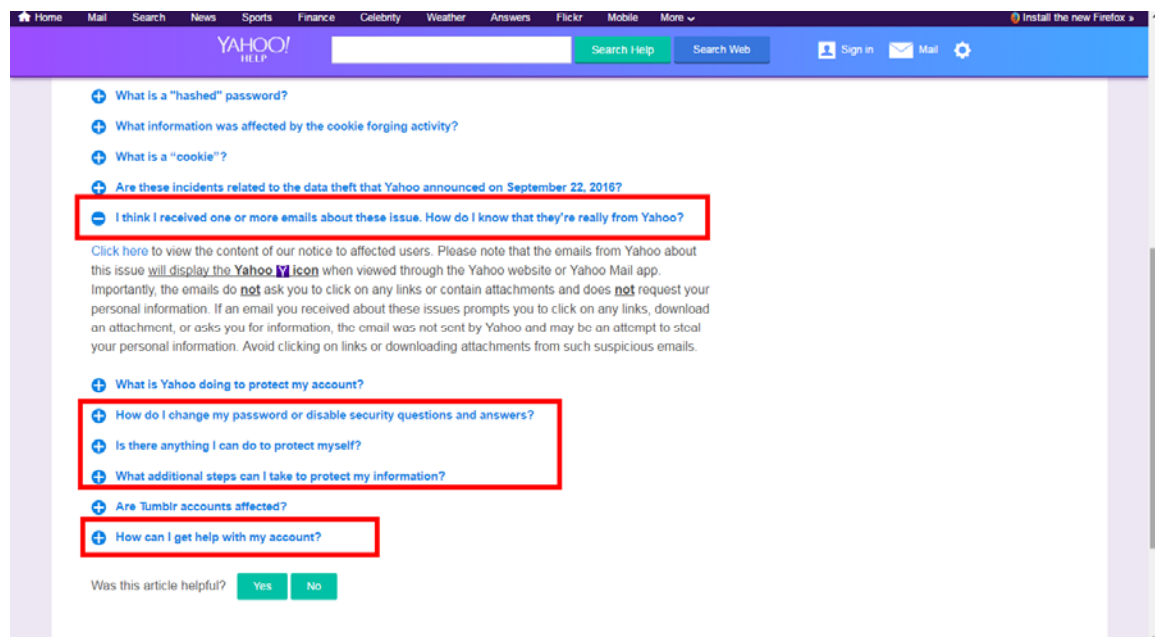 Home Mail Search News Sports Finance Celebrity Weather Answers Flickr Mobile More Install the new Firefox »
YAHOO!
HELP
Search Help Search Web Sign in Mail
What is a "hashed" password?
What information was affected by the cookie forging activity?
What is a “cookie”?
Are these incidents related to the data theft that Yahoo announced on September 22, 2016?
I think I received one or more emails about these issue. How do I know that they're really from Yahoo?
Click here to view the content of our notice to affected users. Please note that the emails from Yahoo about
this issue will display the Yahoo Y icon when viewed through the Yahoo website or Yahoo Mail app.
Importantly, the emails do not ask you to click on any links or contain attachments and does not request your
personal information. If an email you received about these issues prompts you to click on any links, download
an attachment, or asks you for information, the email was not sent by Yahoo and may be an attempt to steal
your personal information. Avoid clicking on links or downloading attachments from such suspicious emails.
What is Yahoo doing to protect my account?
How do I change my password or disable security questions and answers?
Is there anything I can do to protect myself?
What additional steps can I take to protect my information?
Are Tumblr accounts affected?
How can I get help with my account?
Was this article helpful? Yes No